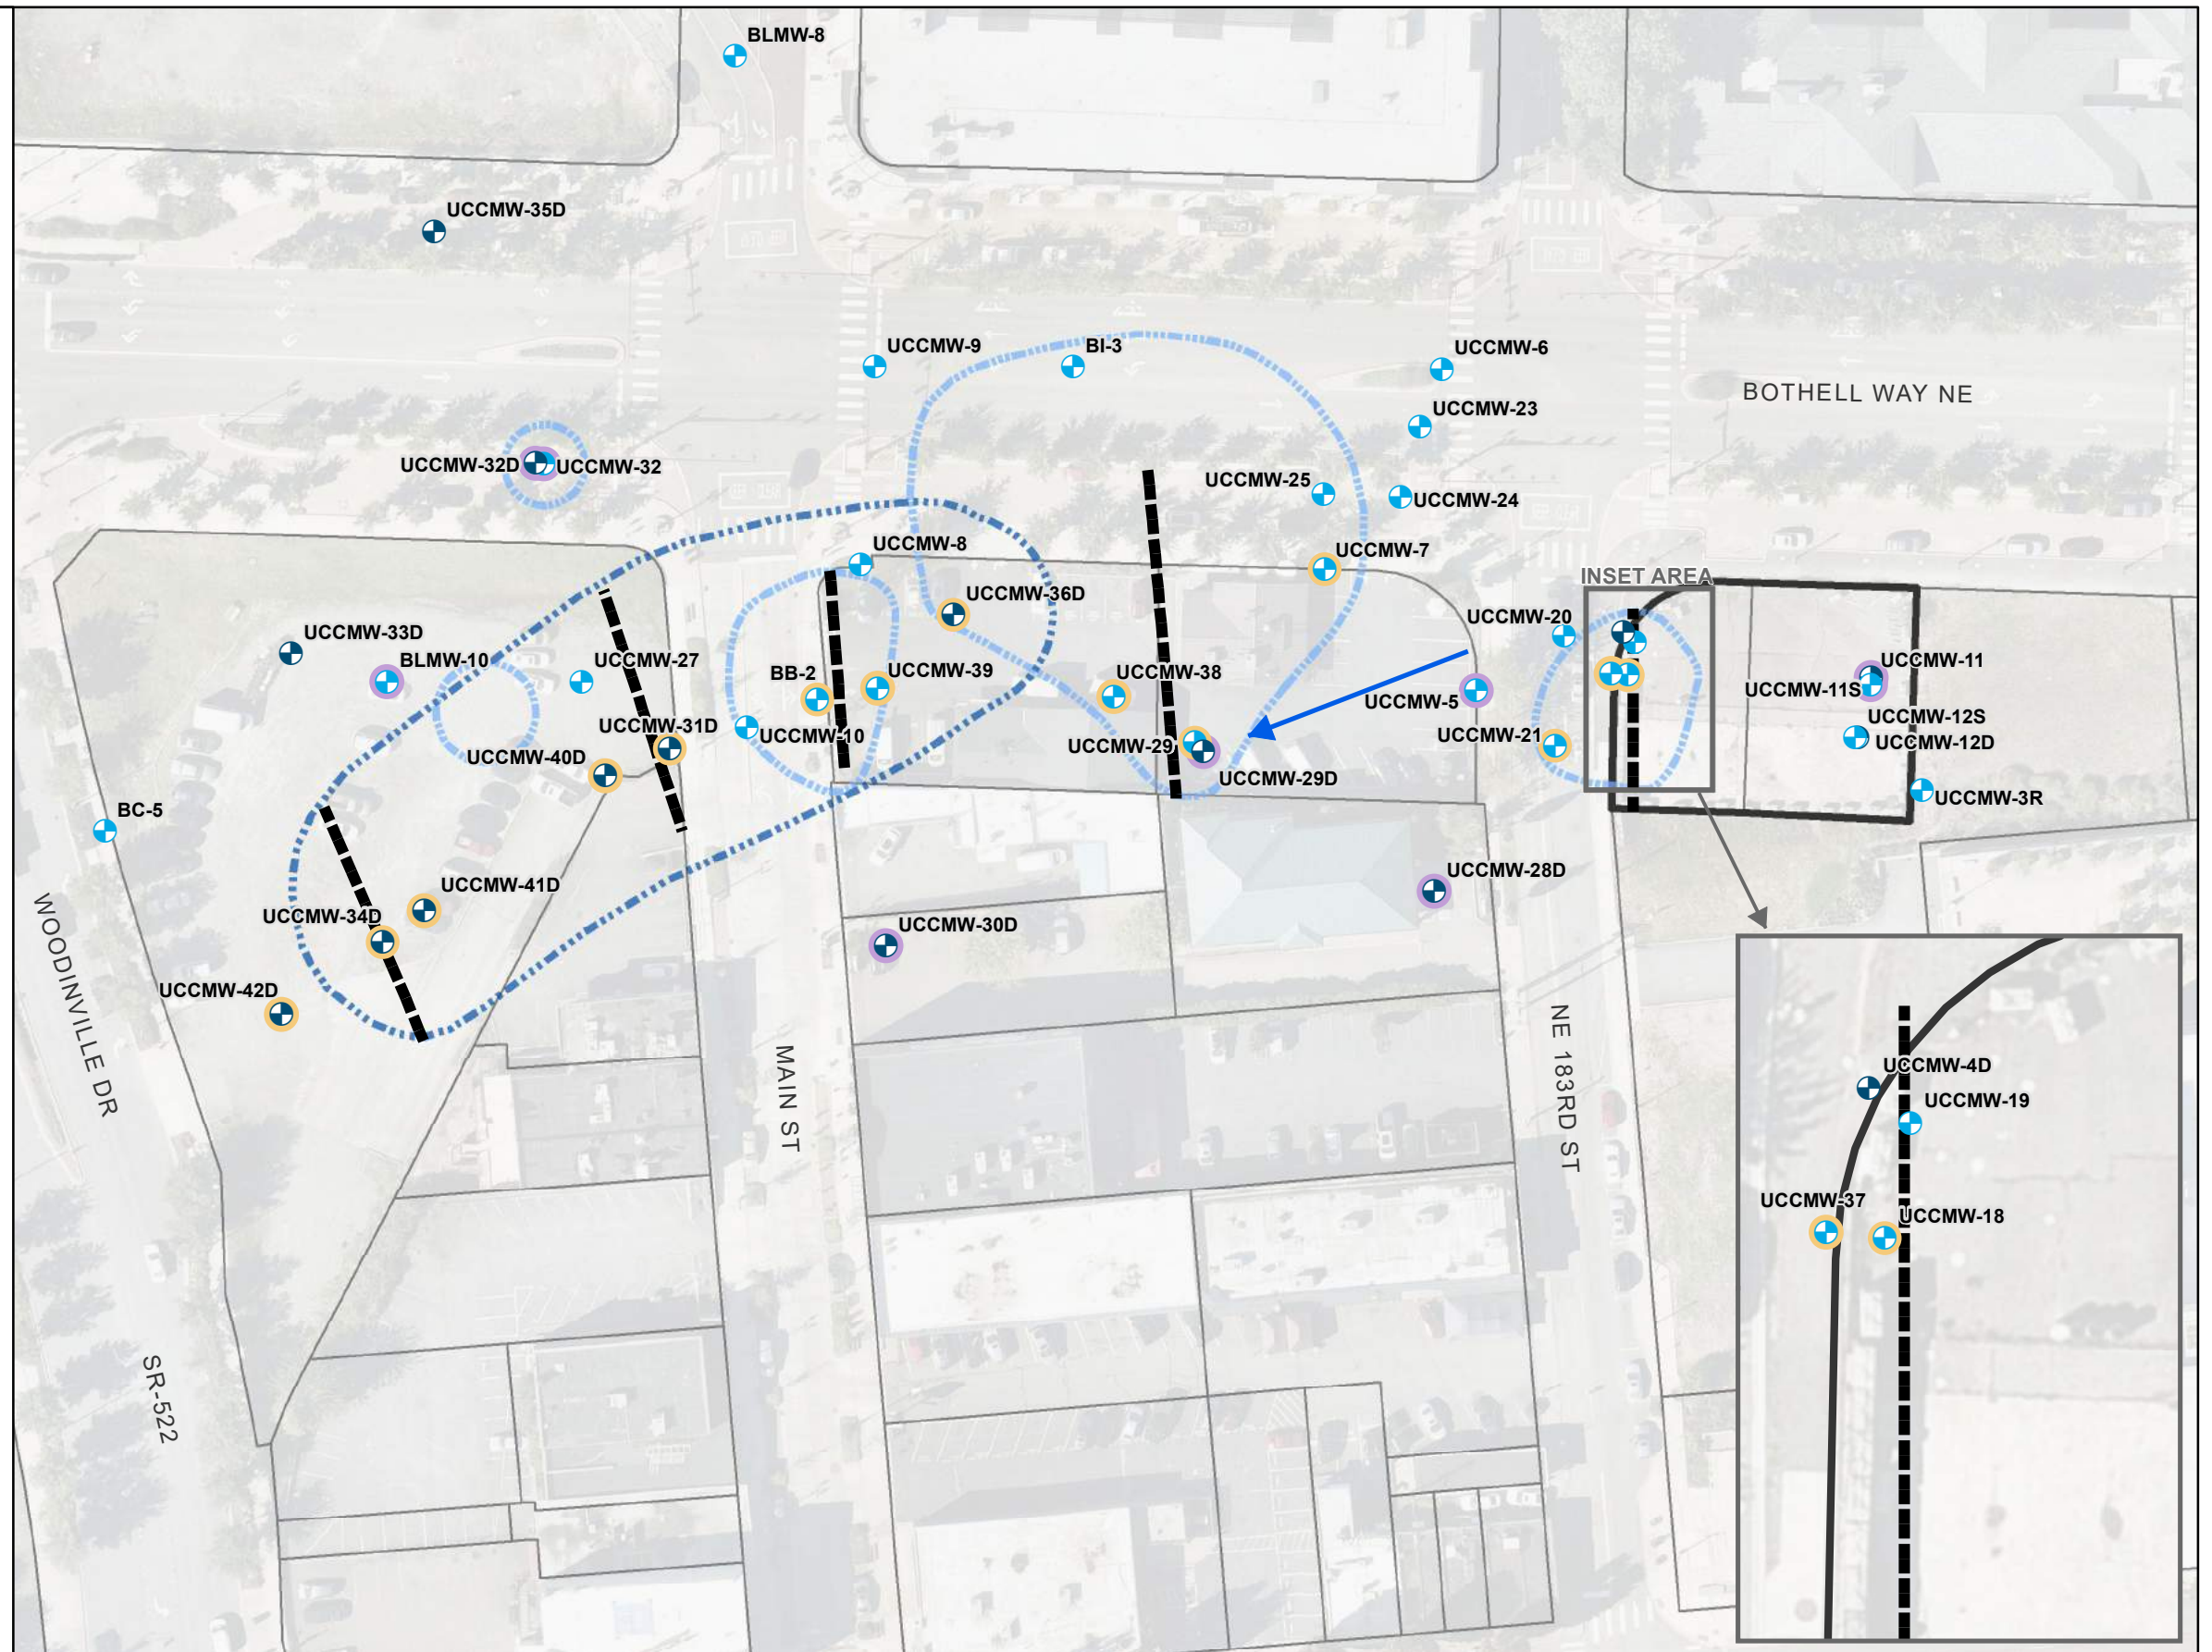 BLMW-8
UCCMW-35D
UCCMW-9
BI-3
UCCMW-6
BOTHELL WAY NE
UCCMW-23
UCCMW-32D
UCCMW-32
UCCMW-25
UCCMW-24
UCCMW-8
UCCMW-7
INSET AREA
UCCMW-36D
UCCMW-20
UCCMW-33D
BLMW-10
UCCMW-27
BB-2
UCCMW-39
UCCMW-38
UCCMW-5
UCCMW-11
UCCMW-11S
UCCMW-31D
UCCMW-10
UCCMW-29
UCCMW-21
UCCMW-12S
UCCMW-12D
UCCMW-40D
UCCMW-29D
UCCMW-3R
BC-5
UCCMW-41D
UCCMW-28D
UCCMW-34D
UCCMW-30D
UCCMW-42D
WOODINVILLE DR
MAIN ST
NE 183RD ST
UCCMW-4D
UCCMW-19
UCCMW-37
UCCMW-18
SR-522